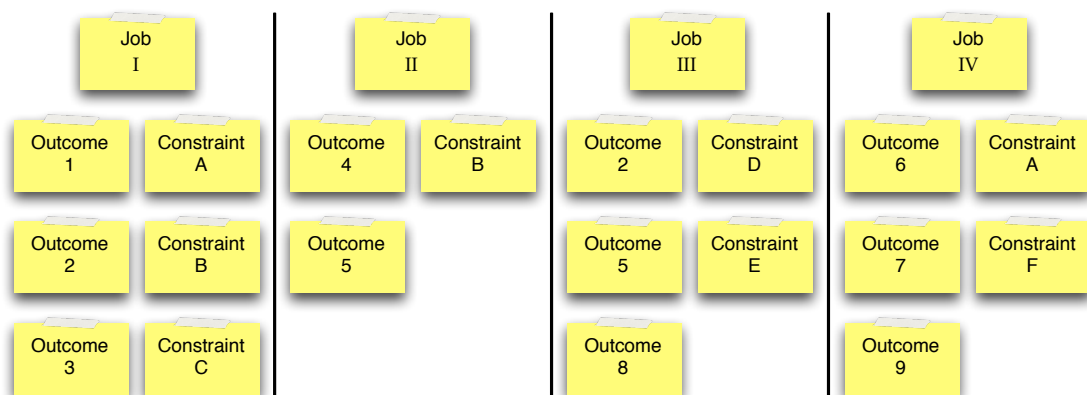 Job
I
Job
II
Job
III
Job
IV
Outcome
1
Constraint
A
Outcome
4
Constraint
B
Outcome
2
Constraint
D
Outcome
6
Constraint
A
Outcome
2
Constraint
B
Outcome
5
Outcome
5
Constraint
E
Outcome
7
Constraint
F
Outcome
3
Constraint
C
Outcome
8
Outcome
9